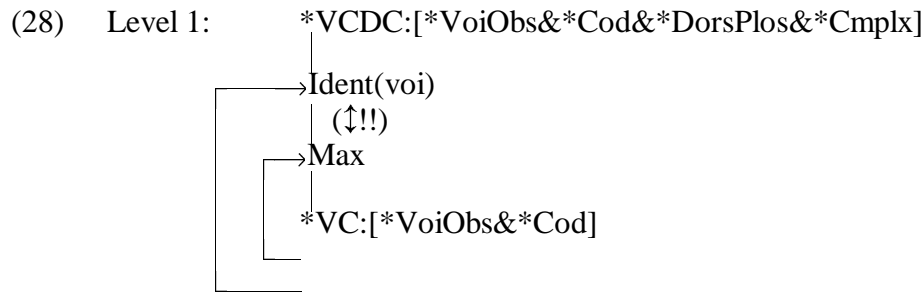 (28) Level 1: *VCDC:[*VoiObs&*Cod&*DorsPlos&*Cmplx]
Ident(voi)
(↕!!)
Max
*VC:[*VoiObs&*Cod]